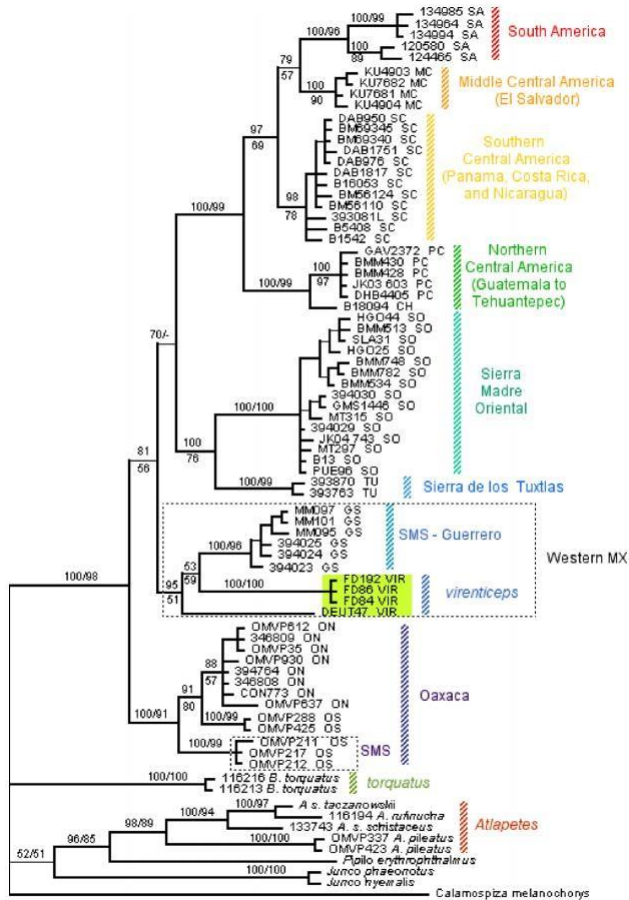 134985 SA
134964 SA
134994 SA
120580 SA
124465 SA
100/99
100/96
100
89
South America
79
57
KU4903 MC
KU7682 MC
KU7681 MC
KU4904 MC
100
90
Middle Central America
(El Salvador)
97
69
DAB950 SC
BM69345 SC
BM69340 SC
DAB1751 SC
DAB976 SC
DAB1817 SC
B16053 SC
BM56124 SC
BM56110 SC
393081L SC
B5408 SC
B1542 SC
98
78
Southern
Central America
(Panama, Costa Rica,
and Nicaragua)
100/99
GAV2372 PC
BMM430 PC
BMM428 PC
JK03 603 PC
DHB4405 PC
B18094 CH
100
97
100/99
Northern
Central America
(Guatemala to
Tehuantepec)
70/-
HGO44 SO
BMM513 SO
SLA31 SO
HGO25 SO
BMM748 SO
BMM782 SO
BMM534 SO
394030 SO
GMS1446 SO
MT315 SO
394029 SO
JK04 743 SO
MT297 SO
B13 SO
PUE96 SO
100/100
Sierra
Madre
Oriental
100
76
393870 TU
393763 TU
100/99
Sierra de los Tuxtlas
81
56
MM097 GS
MM101 GS
MM095 GS
394025 GS
394024 GS
394023 GS
100/96
SMS - Guerrero
53
59
95
51
FD192 VIR
FD86 VIR
FD84 VIR
DEUT47 VIR
100/100
virenticeps
Western MX
100/98
OMVP612 ON
346809 ON
OMVP35 ON
OMVP930 ON
394764 ON
346808 ON
CON773 ON
OMVP637 ON
OMVP288 OS
OMVP425 OS
OMVP211 OS
OMVP217 OS
OMVP212 OS
88
57
91
80
100/99
100/91
100/99
SMS
Oaxaca
116216 B. torquatus
116213 B. torquatus
100/100
torquatus
A s. taczanowskii
116194 A. rufinucha
133743 A. s. schistaceus
OMVP337 A. pileatus
OMVP423 A. pileatus
100/97
100/94
98/89
100/100
96/85
Atlapetes
Pipilo erythrophthalmus
Junco phaeonotus
Junco hyemalis
100/100
52/51
Calamospiza melanochorys